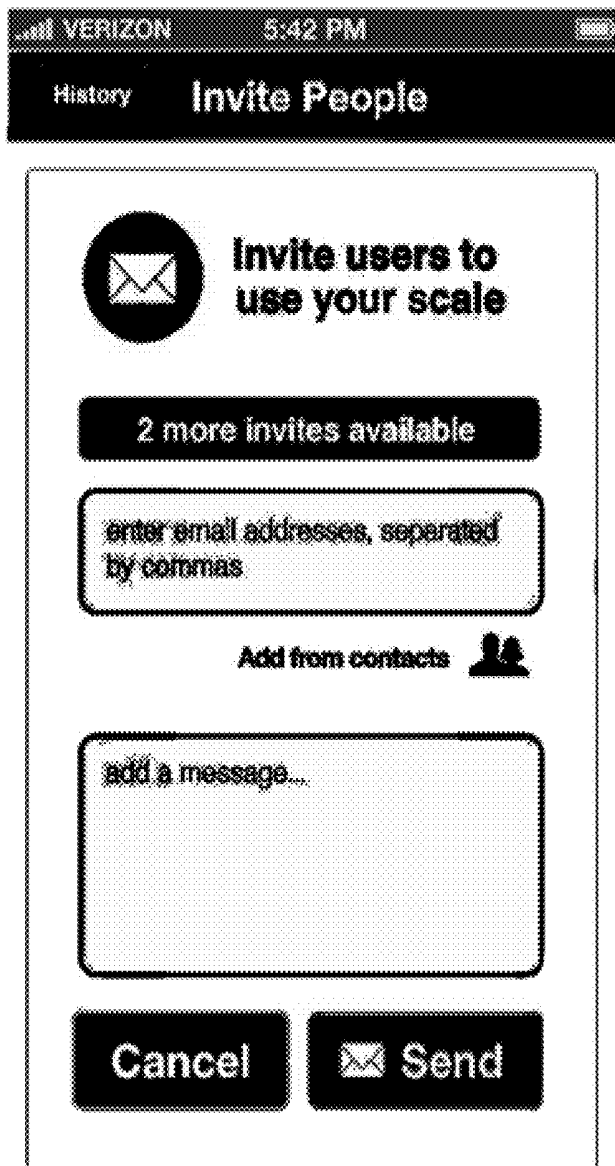 VERIZON 5:42 PM
History Invite People
Invite users to
use your scale
2 more invites available
enter email addresses, separated
by commas
Add from contacts
add a message...
Cancel Send